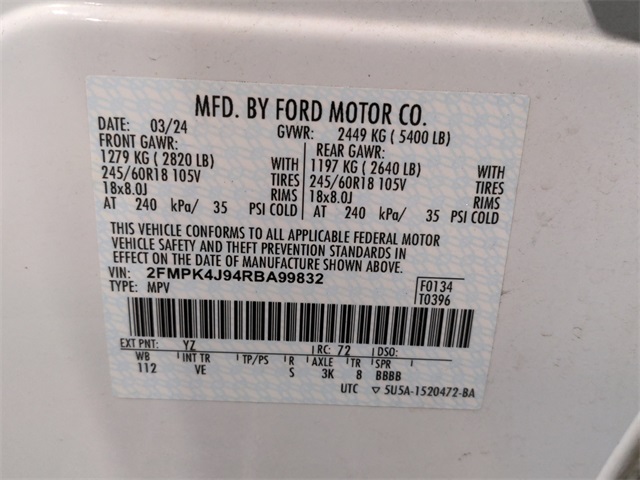 MFD. BY FORD MOTOR CO.
DATE: 03/24 GVWR: 2449 KG ( 5400 LB)
FRONT GAWR: REAR GAWR:
1279 KG ( 2820 LB) WITH 1197 KG ( 2640 LB) WITH
245/60R18 105V TIRES 245/60R18 105V TIRES
18x8.0J RIMS 18x8.0J RIMS
AT 240 kPa/ 35 PSI COLD AT 240 kPa/ 35 PSI COLD
THIS VEHICLE CONFORMS TO ALL APPLICABLE FEDERAL MOTOR
VEHICLE SAFETY AND THEFT PREVENTION STANDARDS IN
EFFECT ON THE DATE OF MANUFACTURE SHOWN ABOVE.
VIN: 2FMPK4J94RBA99832 F0134
TYPE: MPV T0396
EXT PNT: YZ RC: 72 DSO:
WB INT TR TP/PS R AXLE TR SPR
112 VE S 3K 8 BBBB
UTC ▽ 5U5A-1520472-BA